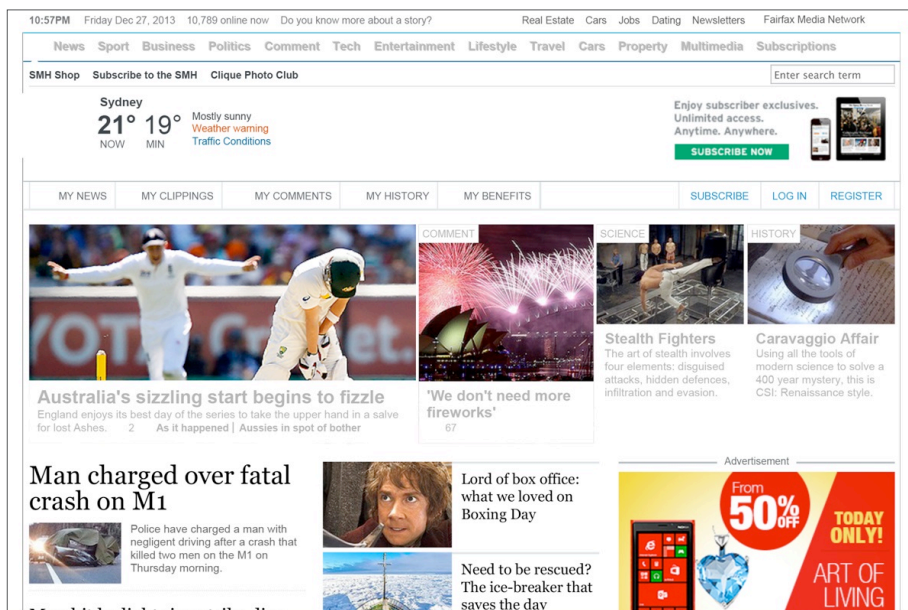 10:57PM Friday Dec 27, 2013 10,789 online now Do you know more about a story? Real Estate Cars Jobs Dating Newsletters Fairfax Media Network
News Sport Business Politics Comment Tech Entertainment Lifestyle Travel Cars Property Multimedia Subscriptions
SMH Shop Subscribe to the SMH Clique Photo Club Enter search term
Sydney
21° 19°
NOW MIN
Mostly sunny
Weather warning
Traffic Conditions
Enjoy subscriber exclusives.
Unlimited access.
Anytime. Anywhere.
SUBSCRIBE NOW
MY NEWS MY CLIPPINGS MY COMMENTS MY HISTORY MY BENEFITS SUBSCRIBE LOG IN REGISTER
YOT
et.
Australia's sizzling start begins to fizzle
England enjoys its best day of the series to take the upper hand in a salve
for lost Ashes. 2 As it happened | Aussies in spot of bother
COMMENT
'We don't need more
fireworks'
67
SCIENCE
Stealth Fighters
The art of stealth involves
four elements: disguised
attacks, hidden defences,
infiltration and evasion.
HISTORY
Caravaggio Affair
Using all the tools of
modern science to solve a
400 year mystery, this is
CSI: Renaissance style.
Man charged over fatal
crash on M1
Police have charged a man with
negligent driving after a crash that
killed two men on the M1 on
Thursday morning.
Lord of box office:
what we loved on
Boxing Day
Need to be rescued?
The ice-breaker that
saves the day
Advertisement
From
50%
OFF
TODAY
ONLY!
ART OF
LIVING